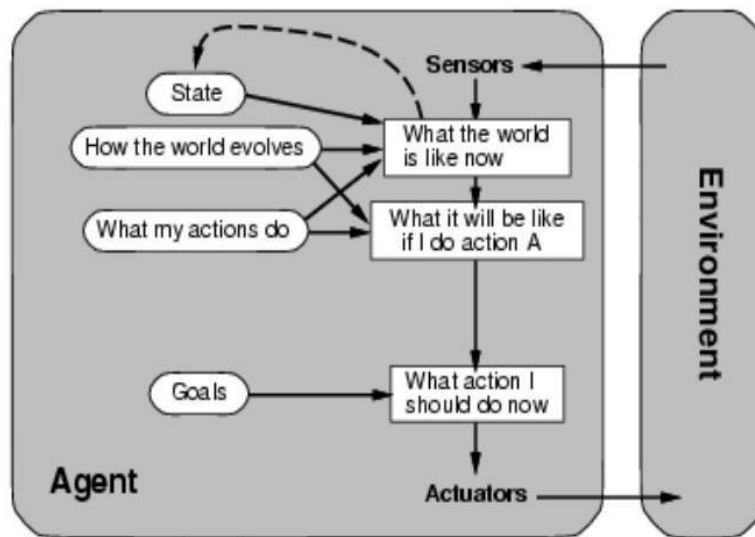 Sensors
State
What the world
is like now
How the world evolves
What my actions do
What it will be like
if I do action A
Goals
What action I
should do now
Agent
Actuators
Environment